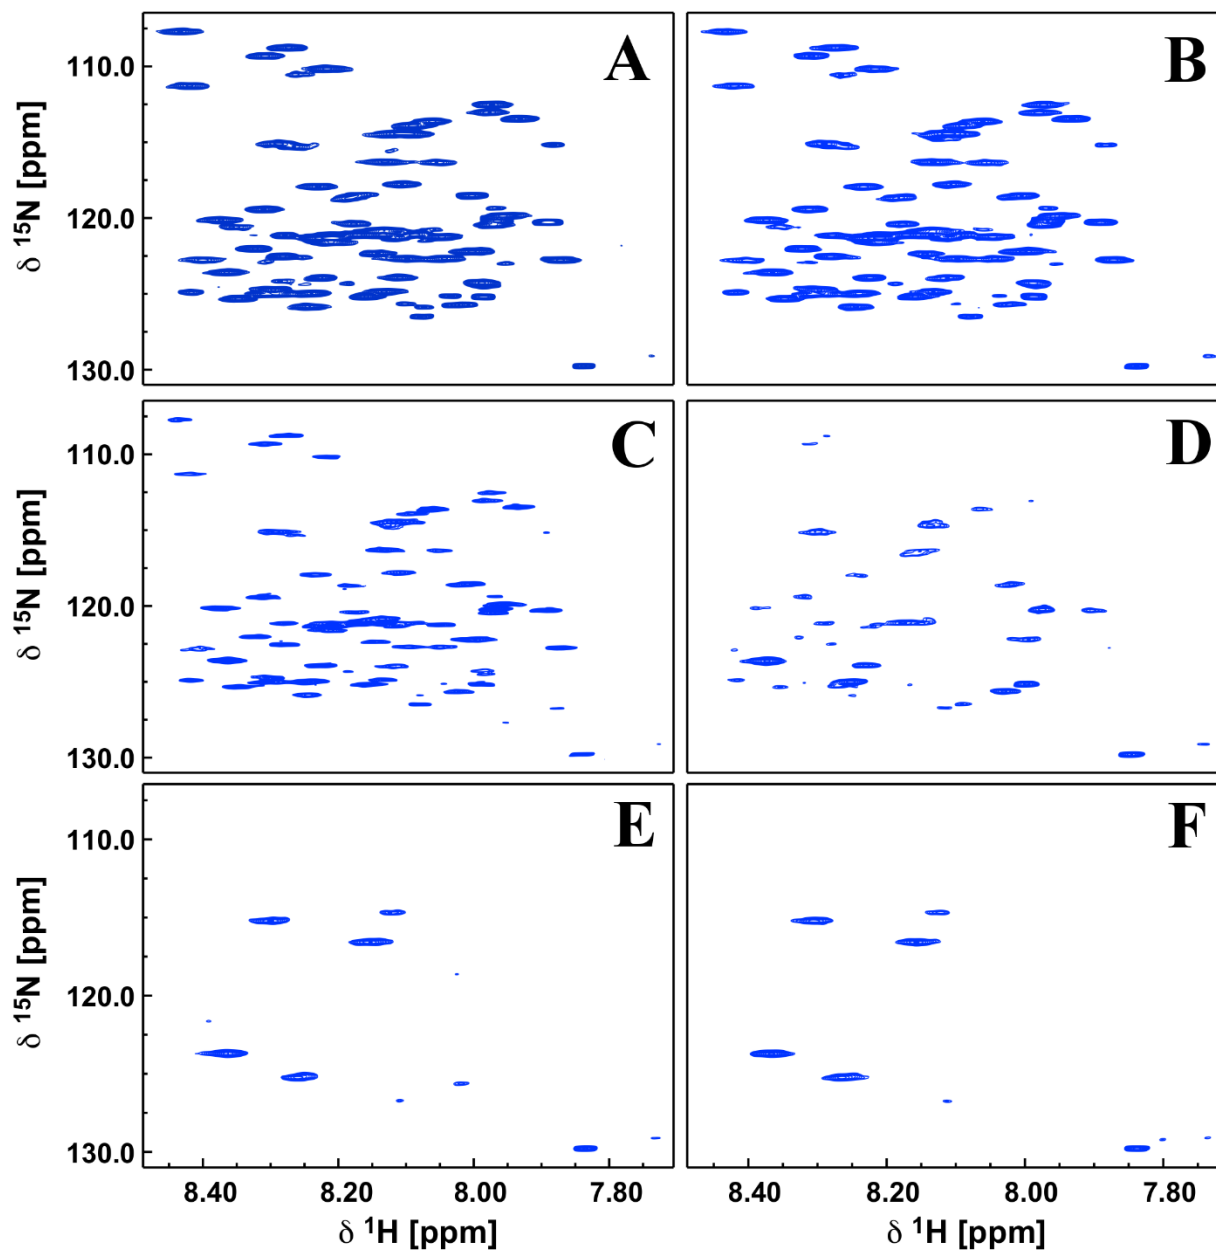 A
B
110.0
δ ¹⁵N [ppm]
120.0
130.0
C
D
110.0
δ ¹⁵N [ppm]
120.0
130.0
E
F
110.0
δ ¹⁵N [ppm]
120.0
130.0
8.40 8.20 8.00 7.80 8.40 8.20 8.00 7.80
δ ¹H [ppm] δ ¹H [ppm]